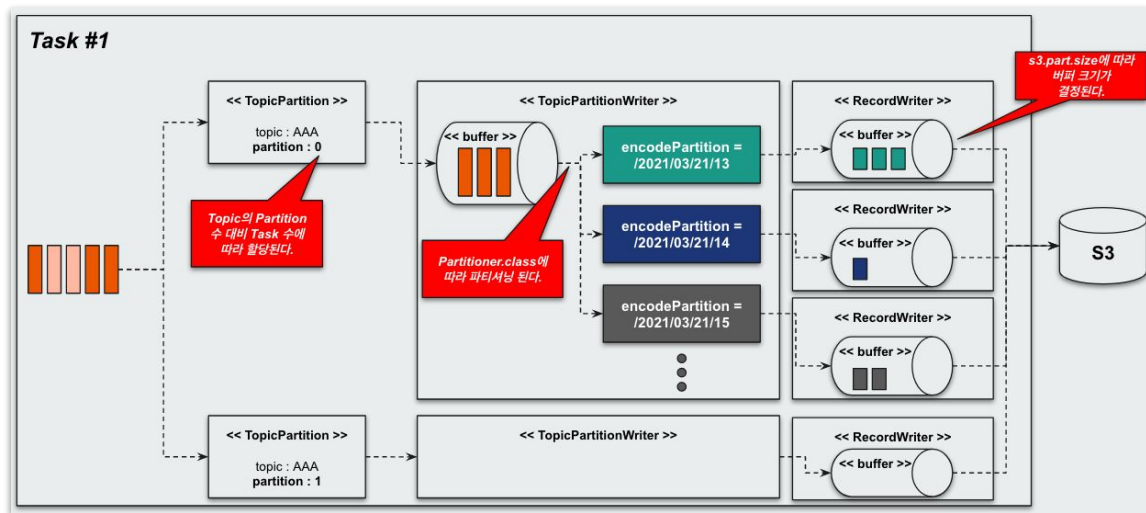 Task #1
s3.part.size에 따라
버퍼 크기가
결정된다.
<< TopicPartition >>
topic : AAA
partition : 0
Topic의 Partition
수 대비 Task 수에
따라 할당된다.
<< TopicPartitionWriter >>
<< buffer >>
Partitioner.class에
따라 파티셔닝 된다.
encodePartition =
/2021/03/21/13
encodePartition =
/2021/03/21/14
encodePartition =
/2021/03/21/15
<< RecordWriter >>
<< buffer >>
<< RecordWriter >>
<< buffer >>
<< RecordWriter >>
<< buffer >>
S3
<< TopicPartition >>
topic : AAA
partition : 1
<< TopicPartitionWriter >>
<< RecordWriter >>
<< buffer >>